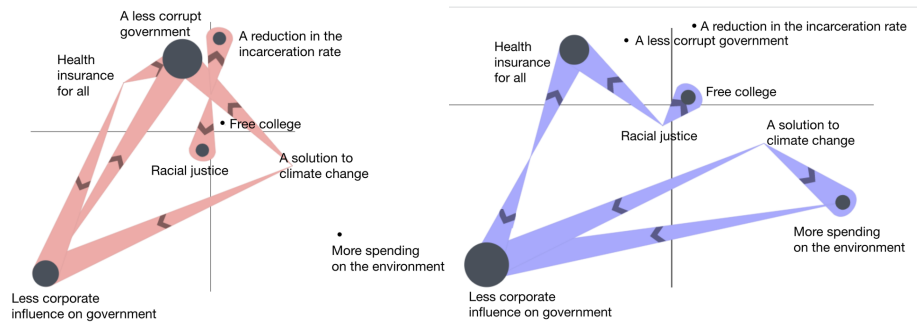 A less corrupt
government
A reduction in the
incarceration rate
Health
insurance
for all
• Free college
Racial justice
A solution to
climate change
• 
More spending
on the environment
Less corporate
influence on government
• A reduction in the incarceration rate
• A less corrupt government
Health
insurance
for all
Free college
Racial justice
A solution to
climate change
More spending
on the environment
Less corporate
influence on government